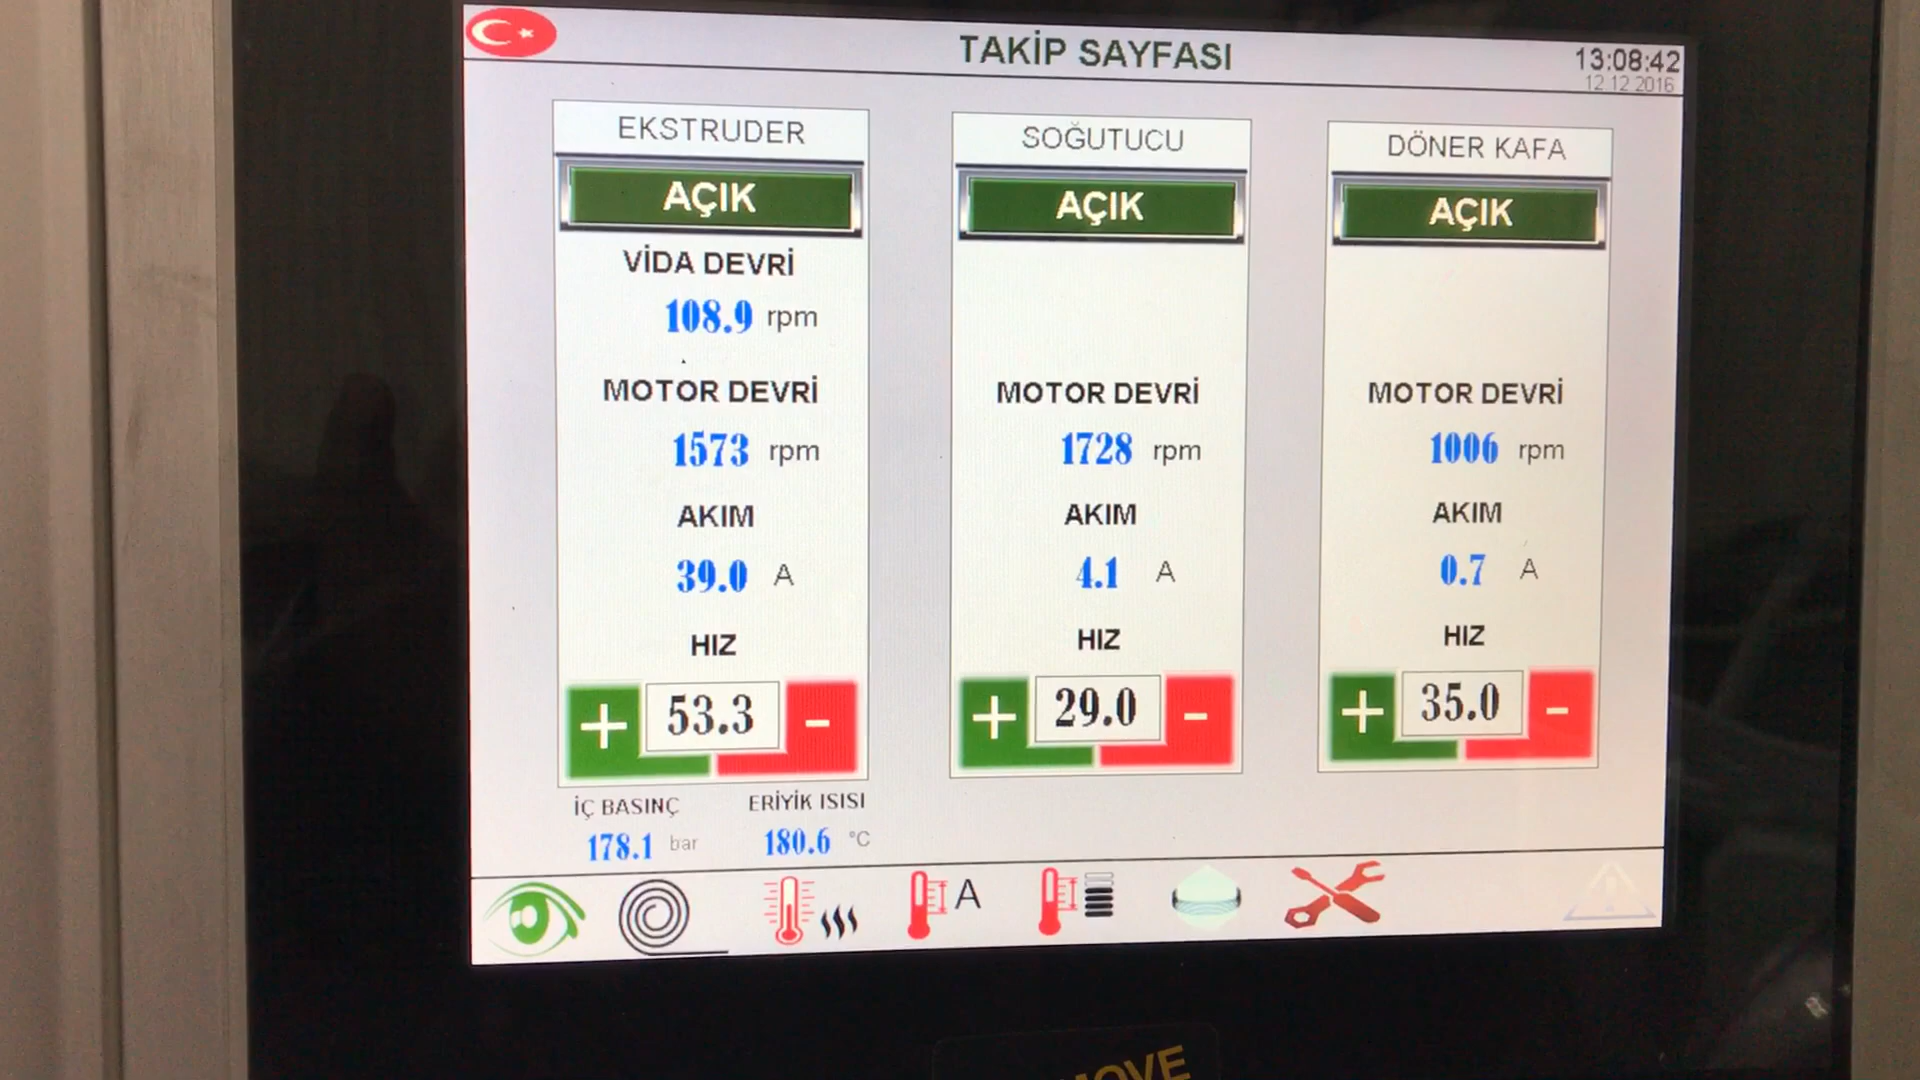 TAKİP SAYFASI
13:08:42
12.12.2016
EKSTRUDER
AÇIK
VİDA DEVRİ
108.9 rpm
MOTOR DEVRİ
1573 rpm
AKIM
39.0 A
HIZ
+ 53.3 -
İÇ BASINÇ
178.1 bar
ERİYİK ISISI
180.6 °C
SOĞUTUCU
AÇIK
MOTOR DEVRİ
1728 rpm
AKIM
4.1 A
HIZ
+ 29.0 -
DÖNER KAFA
AÇIK
MOTOR DEVRİ
1006 rpm
AKIM
0.7 A
HIZ
+ 35.0 -
A